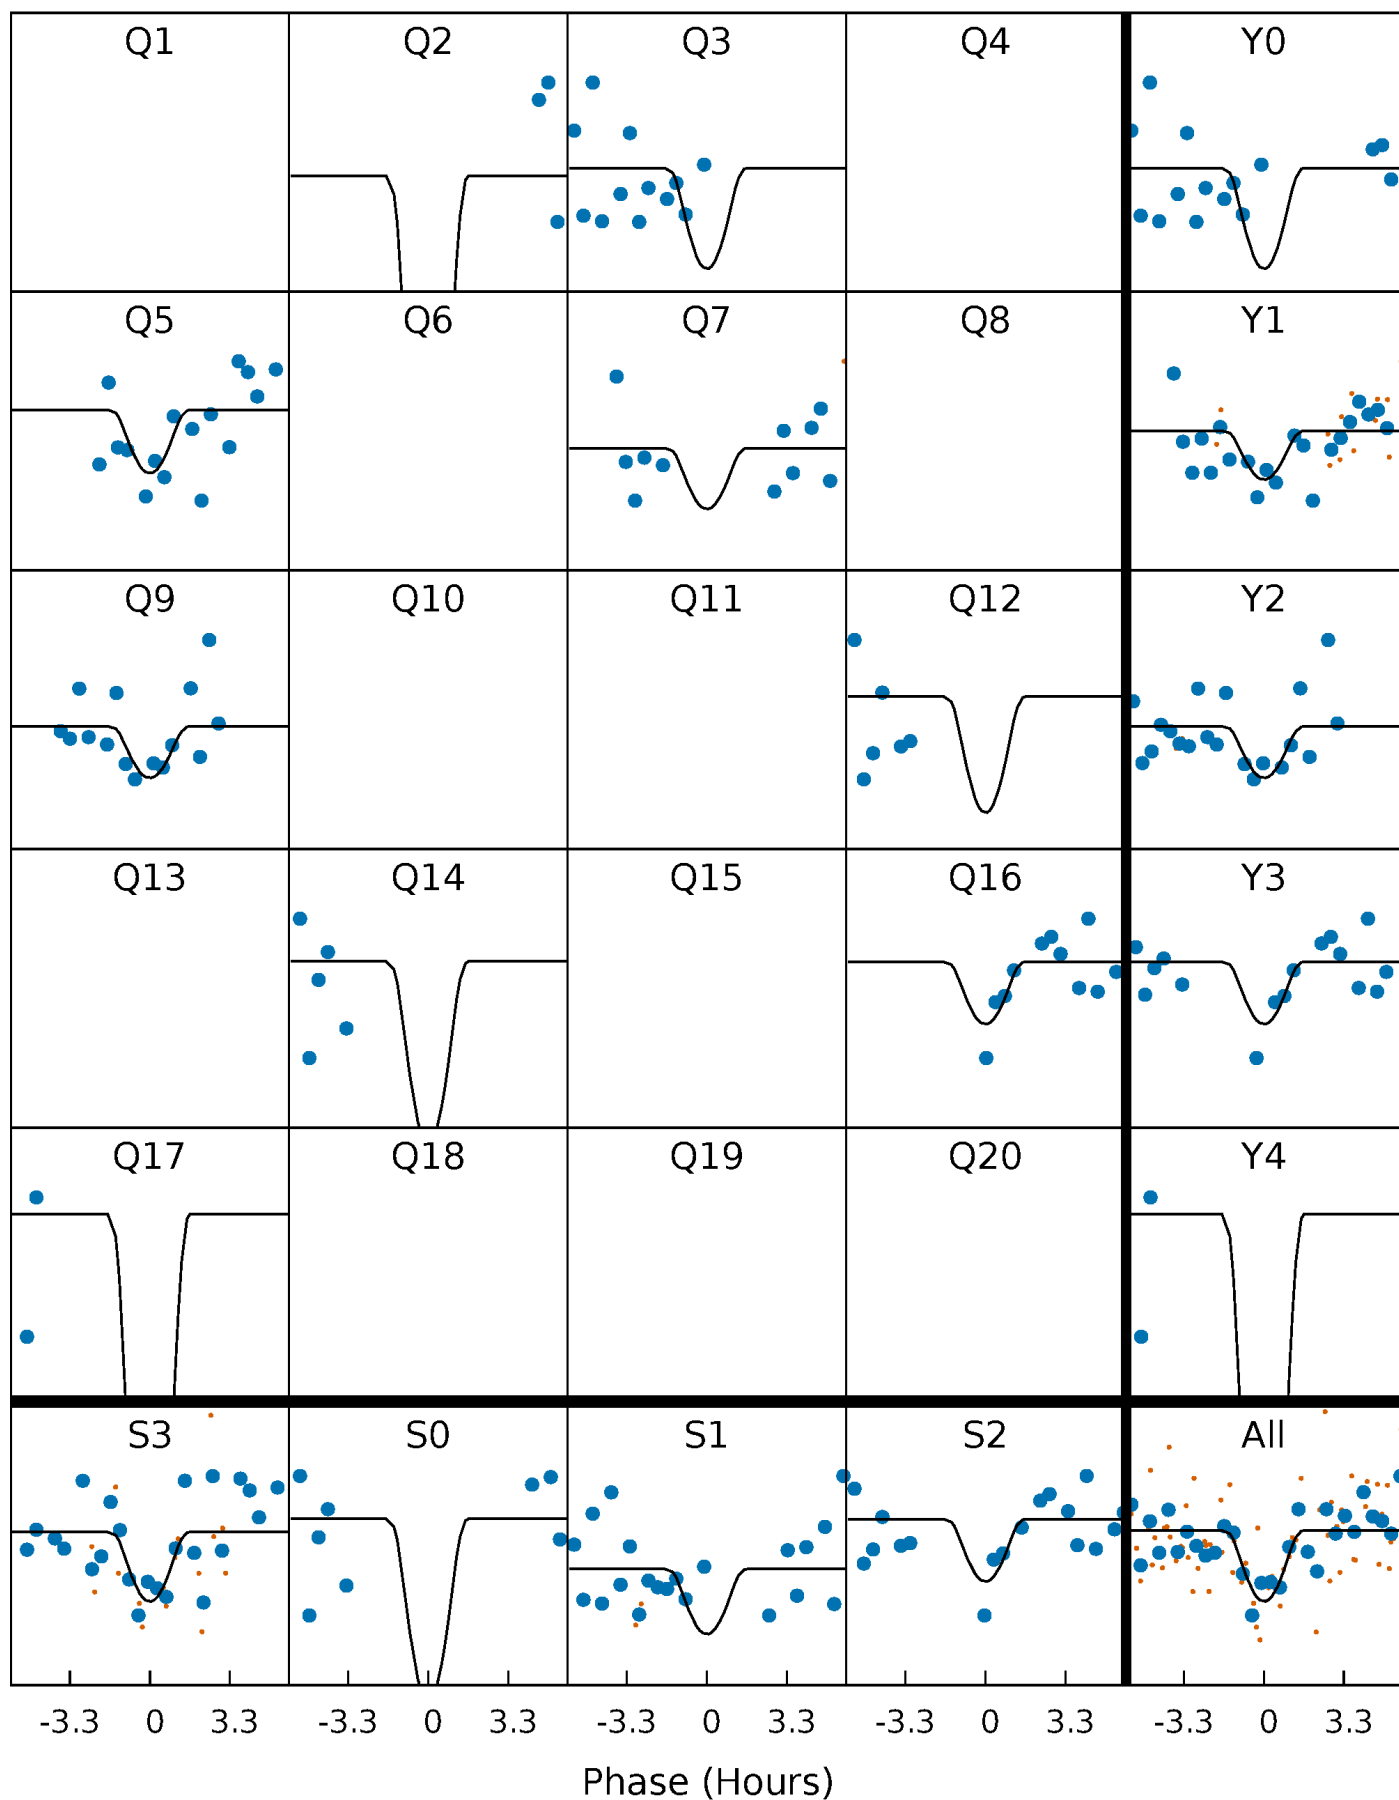 Q1 Q2 Q3 Q4 Y0
Q5 Q6 Q7 Q8 Y1
Q9 Q10 Q11 Q12 Y2
Q13 Q14 Q15 Q16 Y3
Q17 Q18 Q19 Q20 Y4
S3 S0 S1 S2 All
-3.3 0 3.3 -3.3 0 3.3 -3.3 0 3.3 -3.3 0 3.3 -3.3 0 3.3
Phase (Hours)